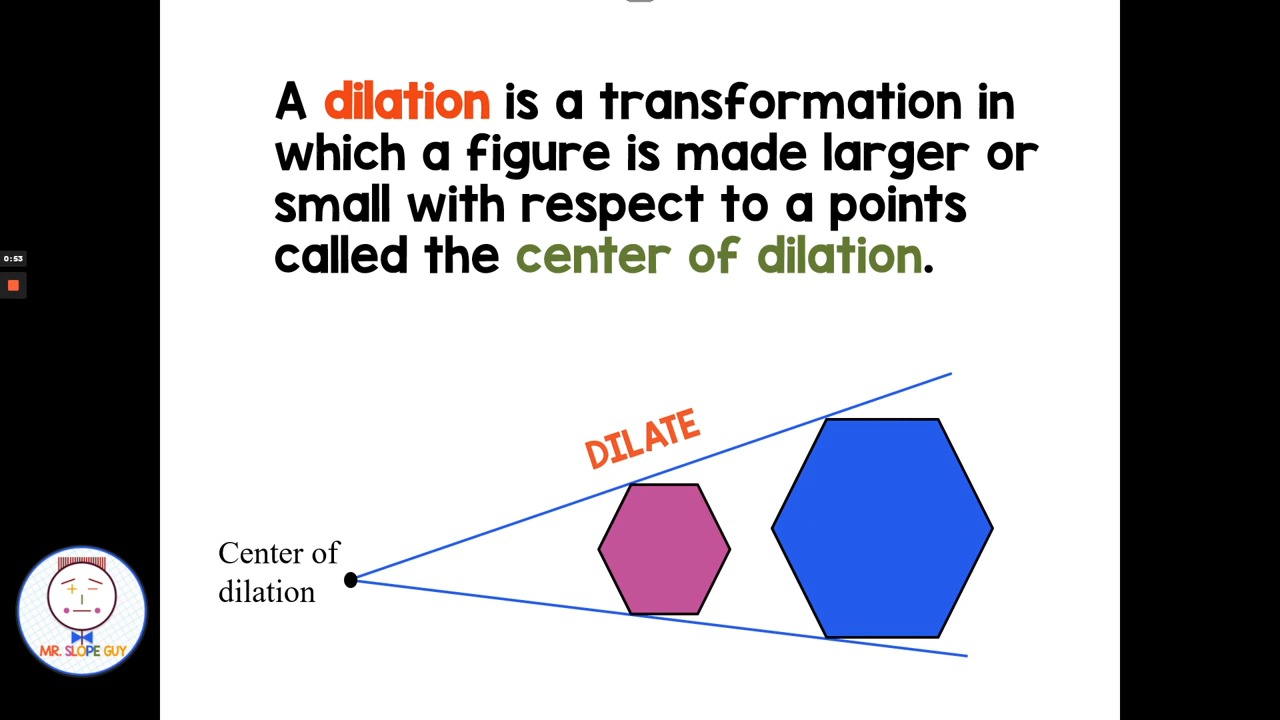 A dilation is a transformation in
which a figure is made larger or
small with respect to a points
called the center of dilation.
0:53
DILATE
Center of
dilation
MR. SLOPE GUY